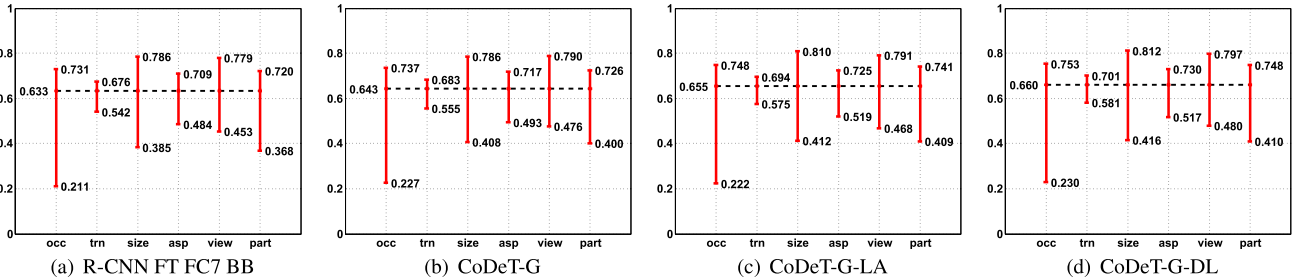 1 1 1 1
0.8 0.8 0.8 0.8
0.6 0.6 0.6 0.6
0.4 0.4 0.4 0.4
0.2 0.2 0.2 0.2
0 0 0 0
0.633 0.731 0.211 0.676 0.542 0.786 0.385 0.709 0.484 0.779 0.453 0.720 0.368
occ trn size asp view part
(a) R-CNN FT FC7 BB
0.643 0.737 0.227 0.683 0.555 0.786 0.408 0.717 0.493 0.790 0.476 0.726 0.400
occ trn size asp view part
(b) CoDeT-G
0.655 0.748 0.222 0.694 0.575 0.810 0.412 0.725 0.519 0.791 0.468 0.741 0.409
occ trn size asp view part
(c) CoDeT-G-LA
0.660 0.753 0.230 0.701 0.581 0.812 0.416 0.730 0.517 0.797 0.480 0.748 0.410
occ trn size asp view part
(d) CoDeT-G-DL